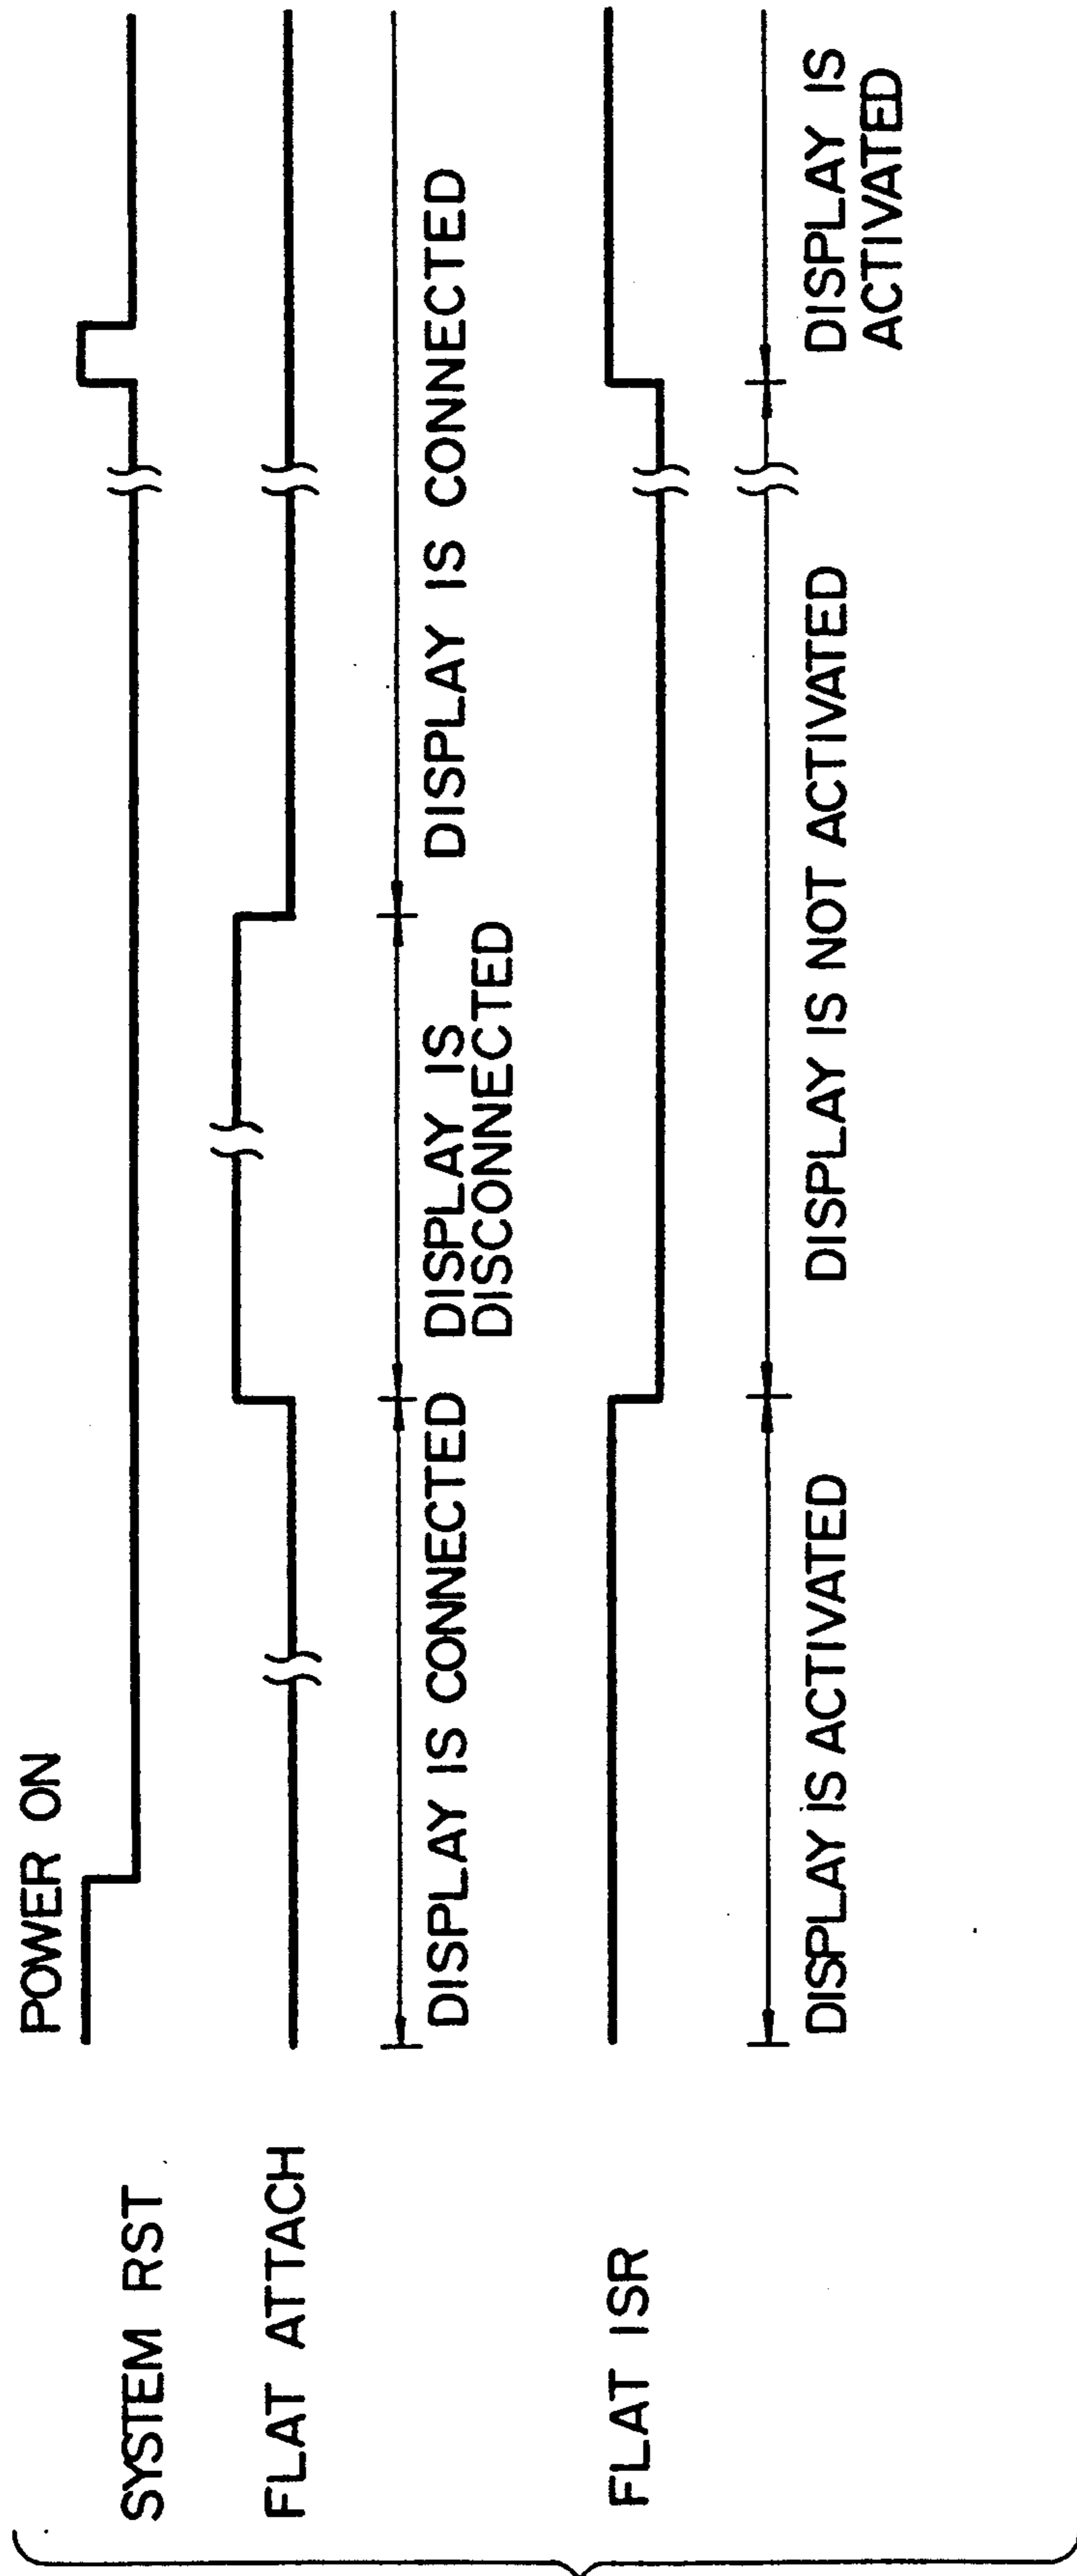 POWER ON
SYSTEM RST
FLAT ATTACH
DISPLAY IS CONNECTED
DISPLAY IS
DISCONNECTED
DISPLAY IS CONNECTED
FLAT ISR
DISPLAY IS ACTIVATED
DISPLAY IS NOT ACTIVATED
DISPLAY IS
ACTIVATED